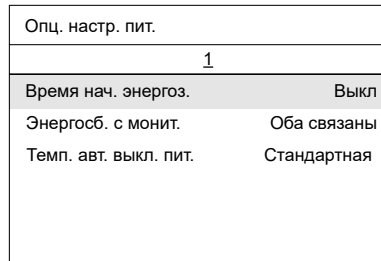 Опц. настр. пит.
1
Время нач. энергоз. Выкл
Энергосб. с монит. Оба связаны
Темп. авт. выкл. пит. Стандартная